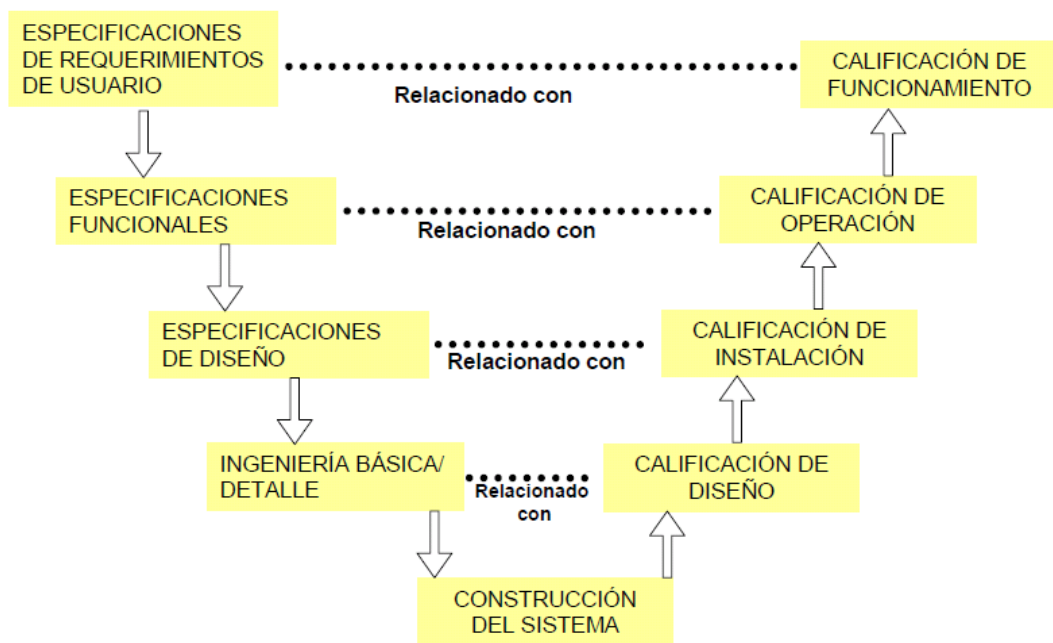 ESPECIFICACIONES
DE REQUERIMIENTOS
DE USUARIO
Relacionado con
CALIFICACIÓN DE
FUNCIONAMIENTO
ESPECIFICACIONES
FUNCIONALES
Relacionado con
CALIFICACIÓN DE
OPERACIÓN
ESPECIFICACIONES
DE DISEÑO
Relacionado con
CALIFICACIÓN DE
INSTALACIÓN
INGENIERÍA BÁSICA/
DETALLE
Relacionado
con
CALIFICACIÓN DE
DISEÑO
CONSTRUCCIÓN
DEL SISTEMA